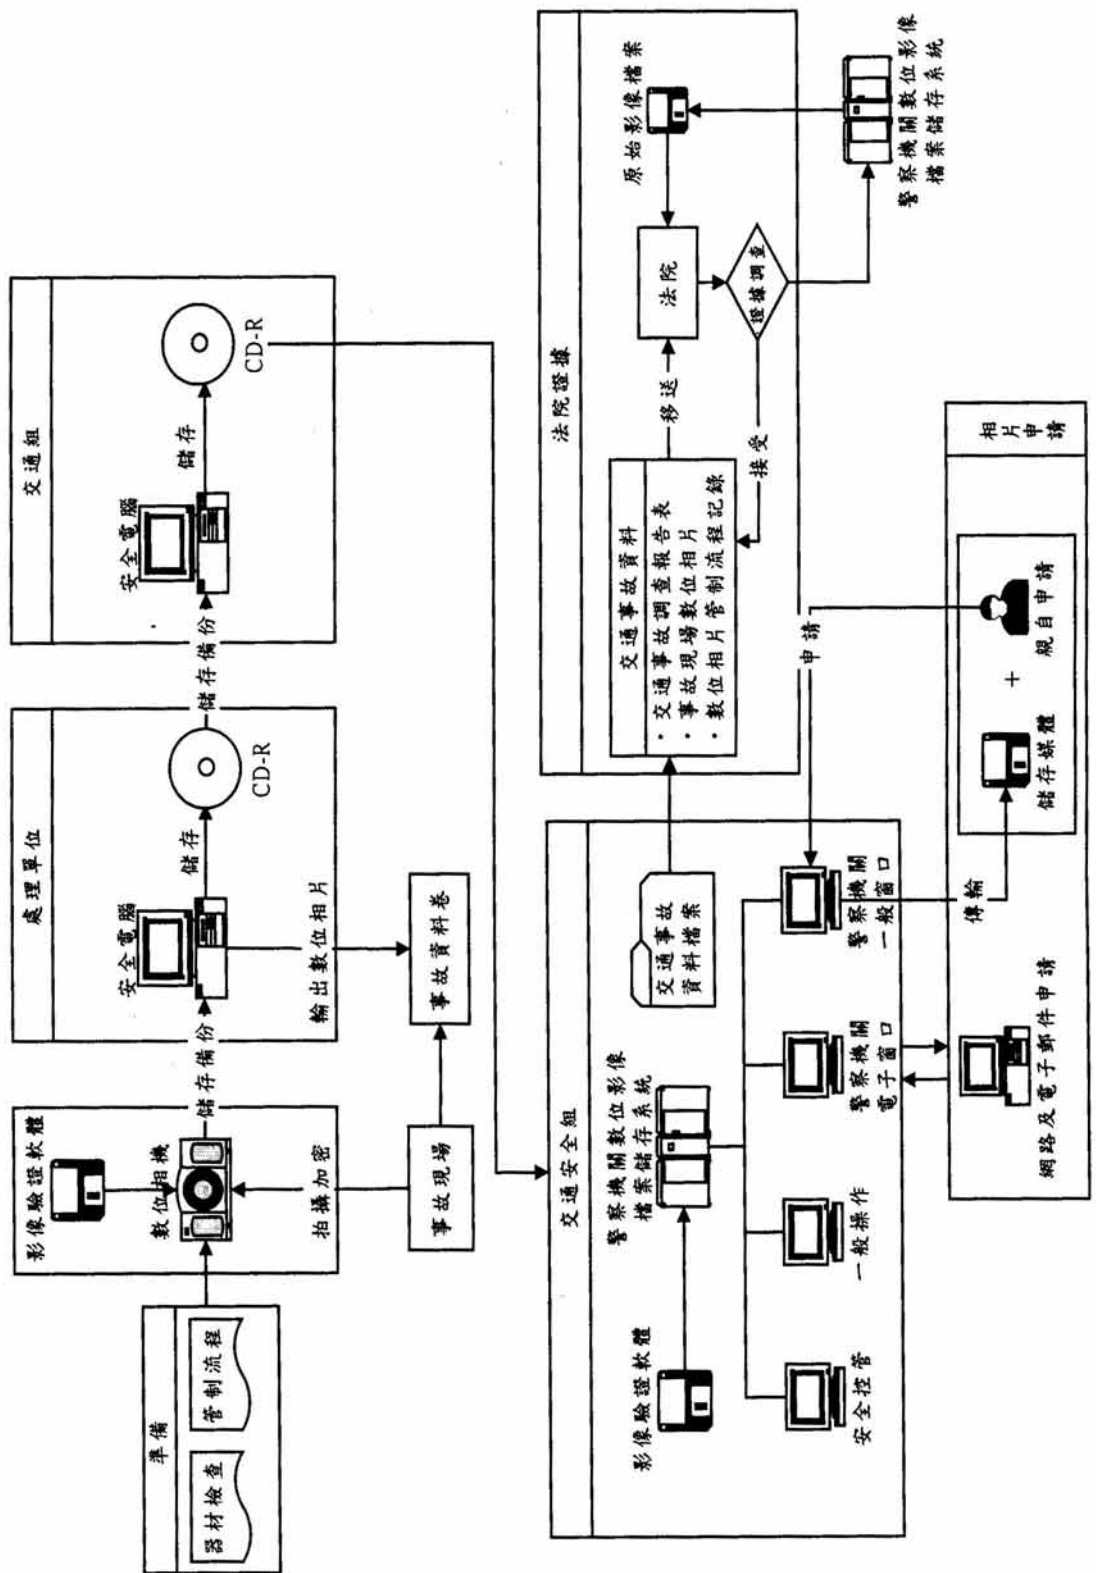 準備
器材檢查
管制流程
影像驗證軟體
數位相機
拍攝加密
事故現場
儲存備份
處理單位
安全電腦
儲存
CD-R
輸出數位相片
事故資料卷
儲存備份
交通組
安全電腦
儲存
CD-R
交通安全組
影像驗證軟體
警察機關數位影像
檔案儲存系統
交通事故
資料檔案
安全控管
一般操作
警察機關
電子窗口
警察機關
一般窗口
法院證據
交通事故資料
・交通事故調查報告表
・事故現場數位相片
・數位相片管制流程記錄
移送
接受
法院
證據調查
原始影像檔案
警察機關數位影像
檔案儲存系統
申請
傳輸
網路及電子郵件申請
儲存媒體
+
親自申請
相片
申請